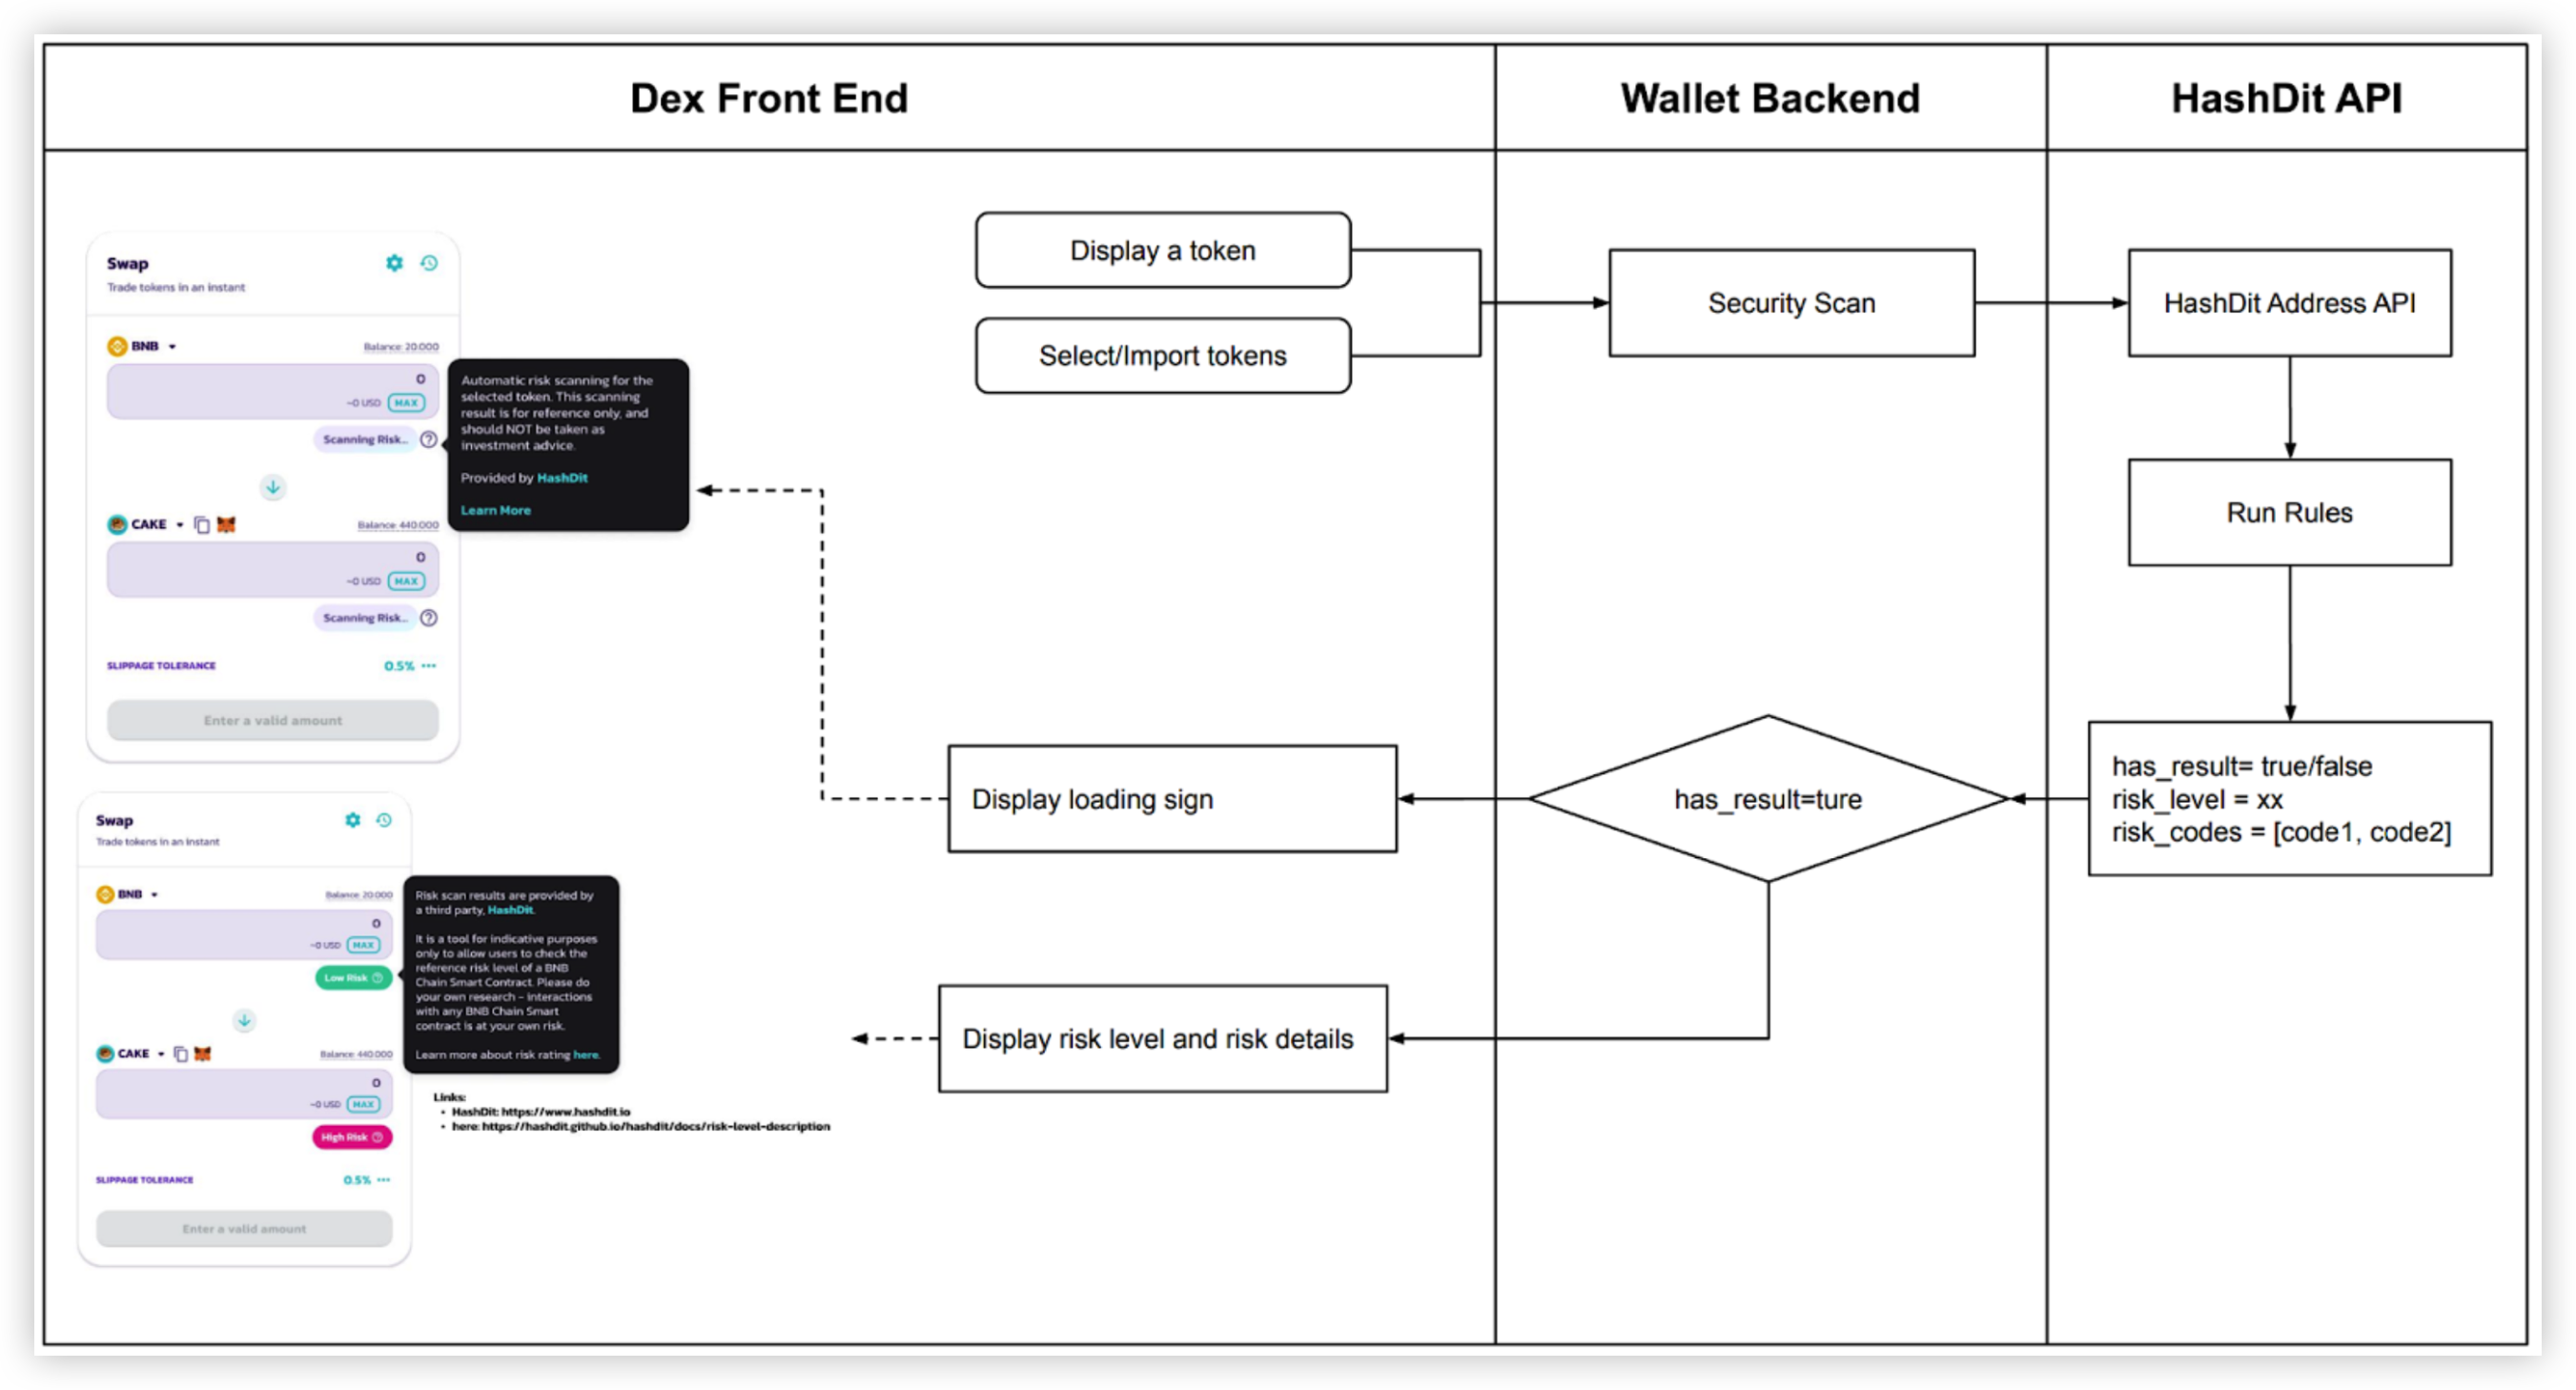 Dex Front End
Wallet Backend
HashDit API
Swap
Trade tokens in an instant
BNB
Balance: 20.000
0
~0 USD MAX
Scanning Risk...
Automatic risk scanning for the
selected token. This scanning
result is for reference only, and
should NOT be taken as
investment advice.
Provided by HashDit
Learn More
CAKE
Balance: 440.000
0
~0 USD MAX
Scanning Risk...
SLIPPAGE TOLERANCE
0.5%
Enter a valid amount
Swap
Trade tokens in an instant
BNB
Balance: 20.000
0
~0 USD MAX
Low Risk
Risk scan results are provided by
a third party, HashDit.
It is a tool for indicative purposes
only to allow users to check the
reference risk level of a BNB
Chain Smart Contract. Please do
your own research - interactions
with any BNB Chain Smart
contract is at your own risk.
Learn more about risk rating here.
CAKE
Balance: 440.000
0
~0 USD MAX
High Risk
SLIPPAGE TOLERANCE
0.5%
Enter a valid amount
Links:
• HashDit: https://www.hashdit.io
• here: https://hashdit.github.io/hashdit/docs/risk-level-description
Display a token
Select/Import tokens
Security Scan
HashDit Address API
Run Rules
has_result= true/false
risk_level = xx
risk_codes = [code1, code2]
has_result=ture
Display loading sign
Display risk level and risk details